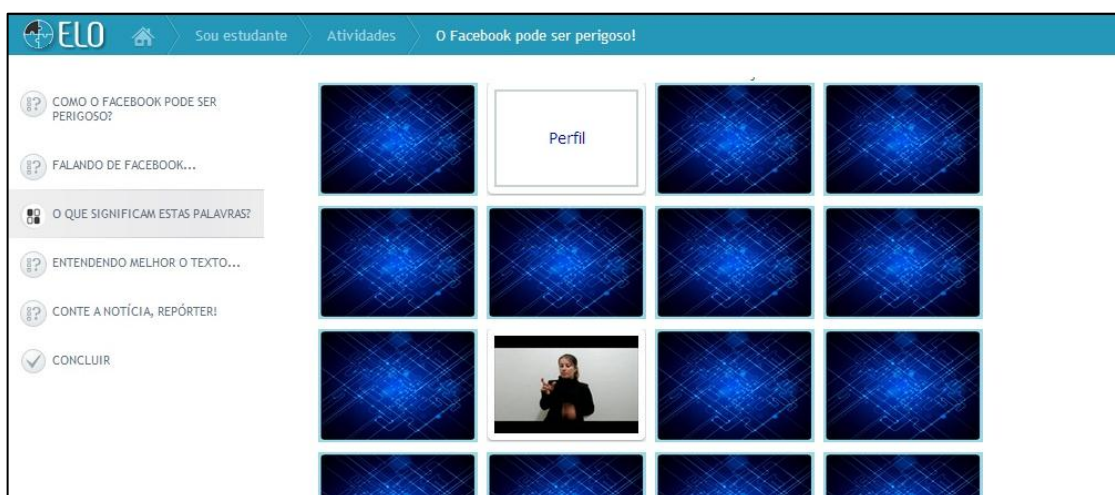 ELO
Sou estudante
Atividades
O Facebook pode ser perigoso!
COMO O FACEBOOK PODE SER
PERIGOSO?
FALANDO DE FACEBOOK...
O QUE SIGNIFICAM ESTAS PALAVRAS?
ENTENDENDO MELHOR O TEXTO...
CONTE A NOTÍCIA, REPÓRTER!
CONCLUIR
Perfil